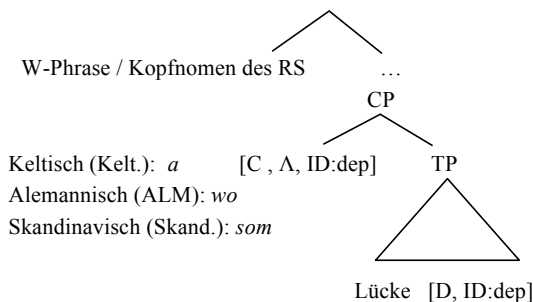 W-Phrase / Kopfnomen des RS …
CP
Keltisch (Kelt.): a [C , Λ, ID:dep] TP
Alemannisch (ALM): wo
Skandinavisch (Skand.): som
Lücke [D, ID:dep]